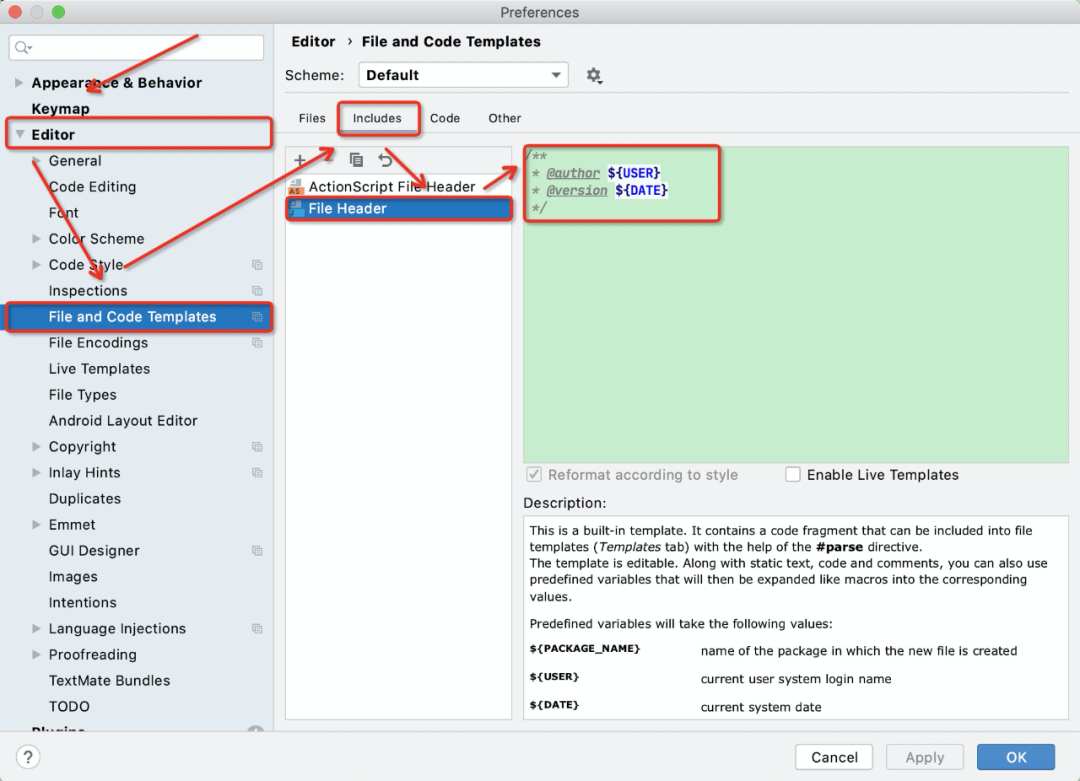 Preferences
Appearance & Behavior
Keymap
Editor
General
Code Editing
Font
Color Scheme
Code Style
Inspections
File and Code Templates
File Encodings
Live Templates
File Types
Android Layout Editor
Copyright
Inlay Hints
Duplicates
Emmet
GUI Designer
Images
Intentions
Language Injections
Proofreading
TextMate Bundles
TODO
Plugins
Editor › File and Code Templates
Scheme: Default
Files Includes Code Other
ActionScript File Header
File Header
/**
* @author ${USER}
* @version ${DATE}
*/
Reformat according to style Enable Live Templates
Description:
This is a built-in template. It contains a code fragment that can be included into file
templates (Templates tab) with the help of the #parse directive.
The template is editable. Along with static text, code and comments, you can also use
predefined variables that will then be expanded like macros into the corresponding
values.
Predefined variables will take the following values:
${PACKAGE_NAME} name of the package in which the new file is created
${USER} current user system login name
${DATE} current system date
? Cancel Apply OK